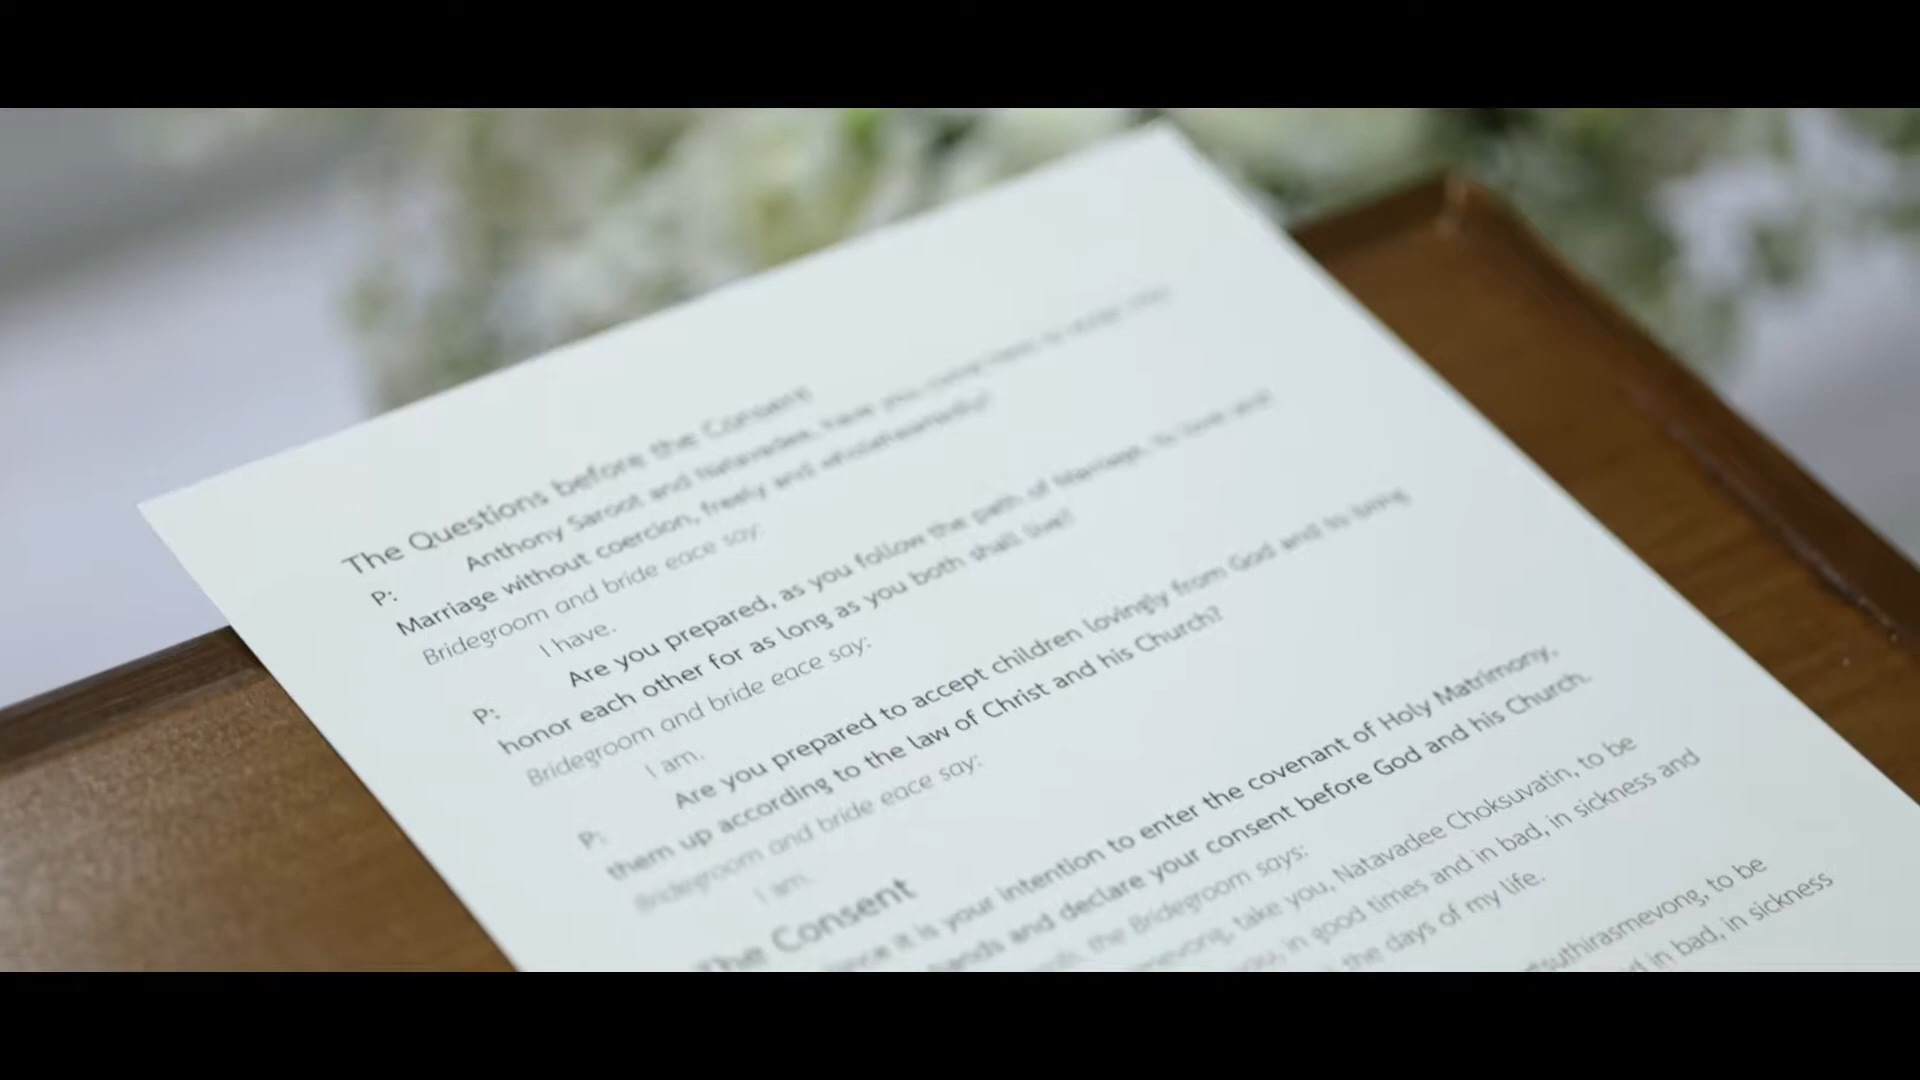 The Questions before the Consent
P: Anthony Saroot and Natavadee, have you come here to enter into
Marriage without coercion, freely and wholeheartedly?
Bridegroom and bride eace say:
I have.
P: Are you prepared, as you follow the path of Marriage, to love and
honor each other for as long as you both shall live?
Bridegroom and bride eace say:
I am.
P: Are you prepared to accept children lovingly from God and to bring
them up according to the law of Christ and his Church?
Bridegroom and bride eace say:
I am.
The Consent
it is your intention to enter the covenant of Holy Matrimony,
hands and declare your consent before God and his Church.
the Bridegroom says:
take you, Natavadee Choksuvatin, to be
you, in good times and in bad, in sickness and
the days of my life.
to be
in bad, in sickness